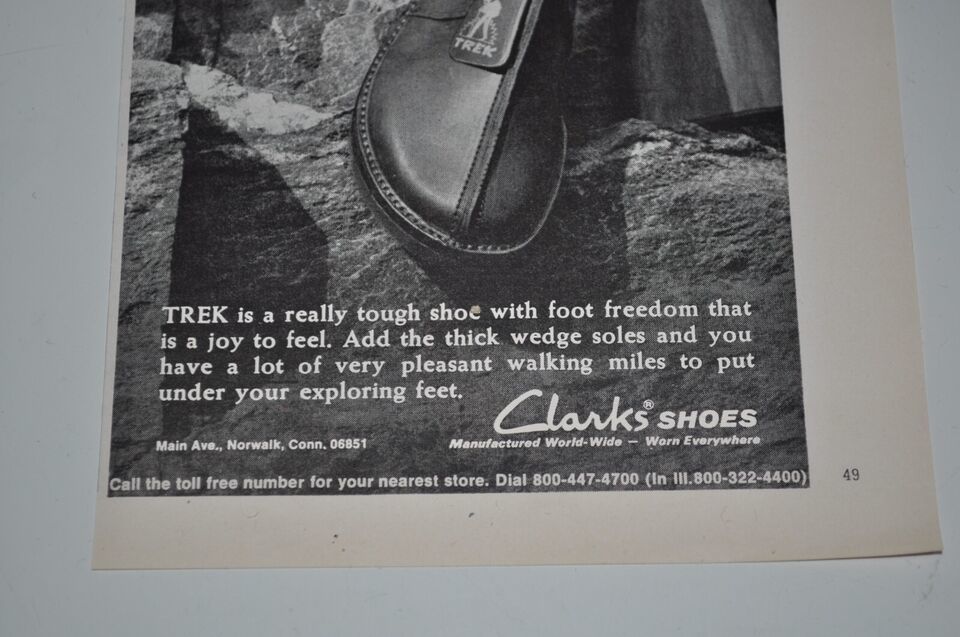 TREK
TREK is a really tough shoe with foot freedom that
is a joy to feel. Add the thick wedge soles and you
have a lot of very pleasant walking miles to put
under your exploring feet.
Clarks® SHOES
Main Ave., Norwalk, Conn. 06851
Manufactured World-Wide – Worn Everywhere
Call the toll free number for your nearest store. Dial 800-447-4700 (In Ill. 800-322-4400)
49